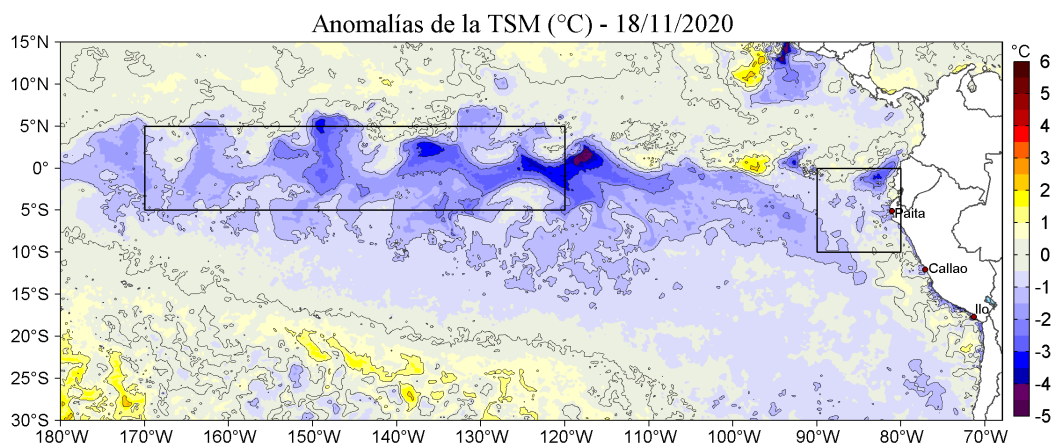 Anomalías de la TSM (°C) - 18/11/2020
15°N
10°N
5°N
0°
5°S
10°S
15°S
20°S
25°S
30°S
180°W
170°W
160°W
150°W
140°W
130°W
120°W
110°W
100°W
90°W
80°W
70°W
Paita
Callao
Ilo
°C
6
5
4
3
2
1
0
-1
-2
-3
-4
-5